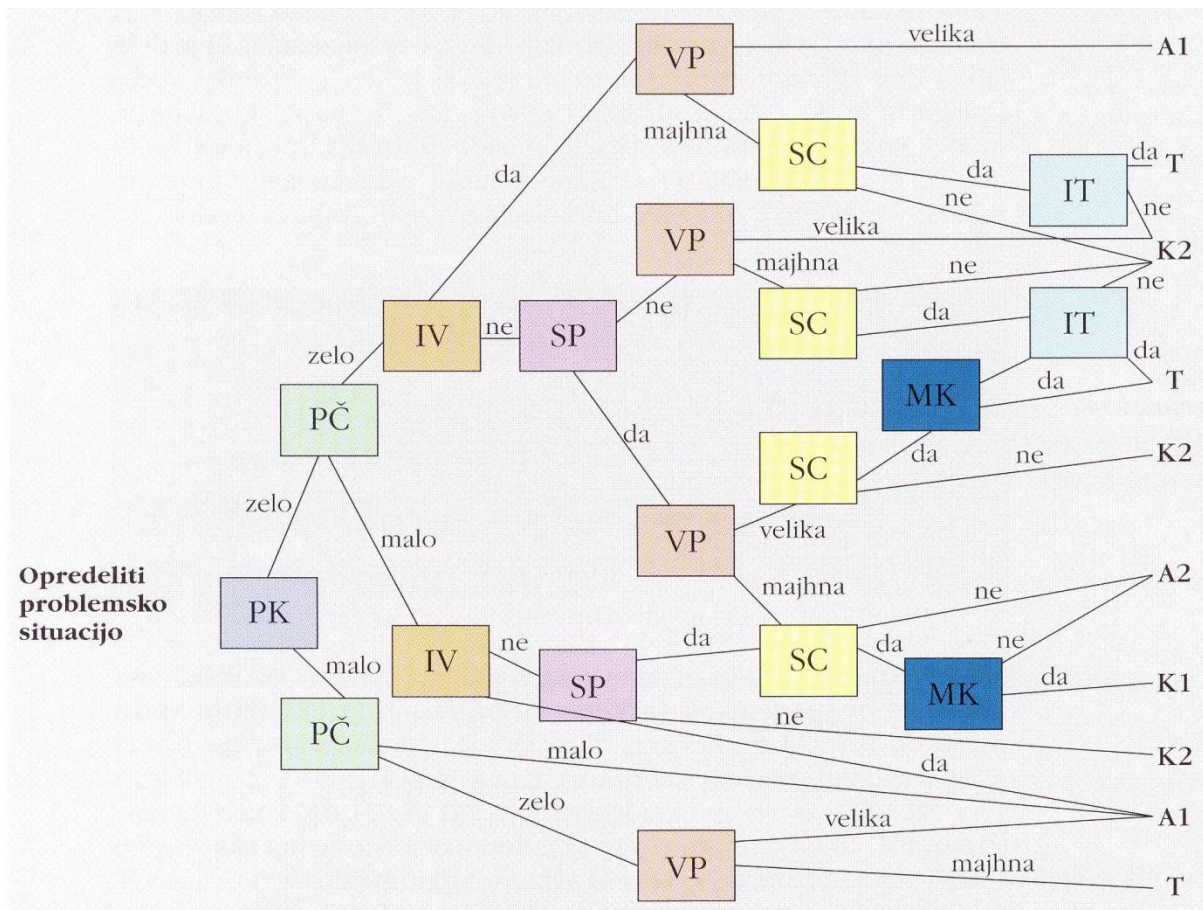 velika
A1
VP
majhna
SC
da
da
da
T
IT
ne
ne
VP
velika
K2
majhna
ne
ne
IV
ne
SP
ne
SC
da
IT
zelo
da
MK
da
T
PČ
da
SC
da
ne
K2
zelo
malo
velika
VP
Opredeliti
problemsko
situacijo
PK
majhna
ne
A2
malo
IV
ne
SP
da
SC
da
ne
MK
da
K1
PČ
malo
ne
da
K2
zelo
velika
A1
VP
majhna
T